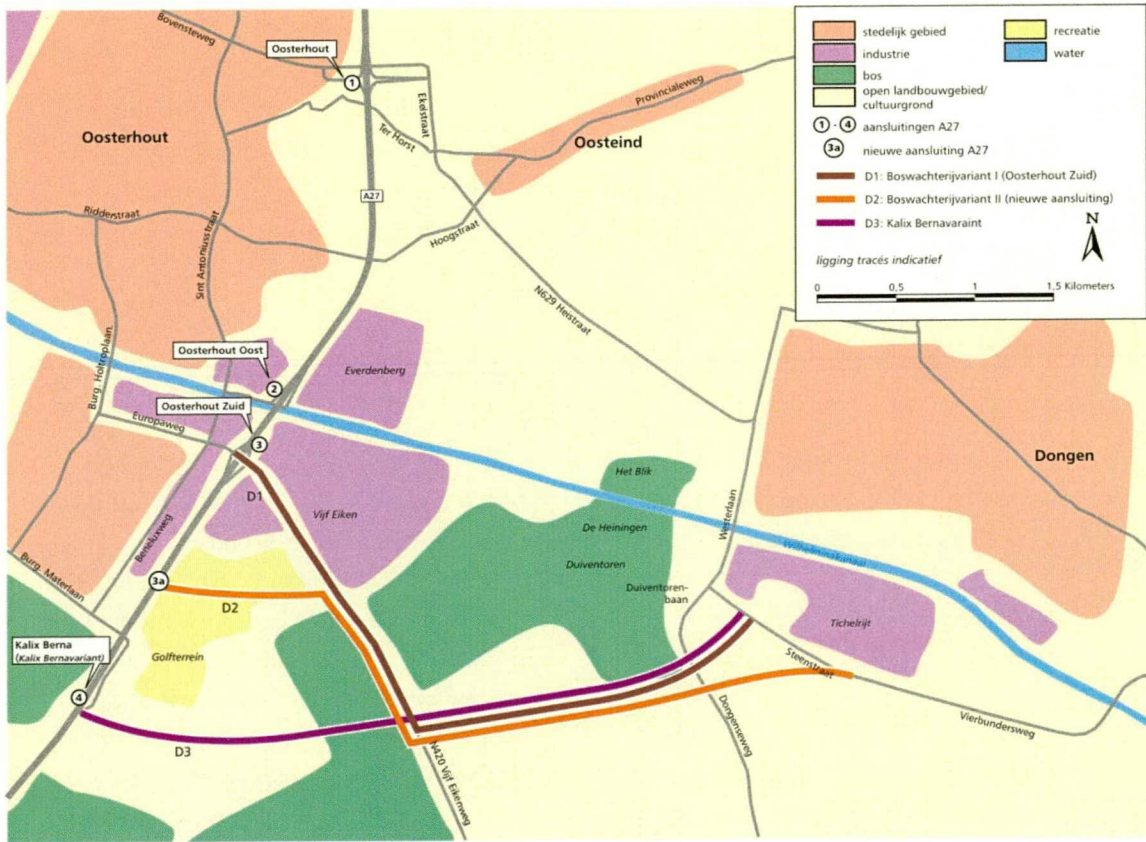 Bovensteweg
Oosterhout
1
Ekelstraat
Ter Horst
Provincialeweg
Oosteind
Oosterhout
A27
Ridderstraat
Sint Antoniusstraat
Hoogstraat
N629 Heistraat
Burg. Holtroplaan
Oosterhout Oost
2
Everdenberg
Oosterhout Zuid
3
Europaweg
D1
Vijf Eiken
Beneluxweg
Het Blik
De Heiningen
Duiventoren
Duiventoren-
baan
Westerlaan
Dongen
Wilhelminakanaal
Tichelrijt
Burg. Materlaan
3a
D2
Golfterrein
Kalix Berna
(Kalix Bernavariant)
4
D3
N420 Vijf Eikenweg
Dongenseweg
Steenstraat
Vierbundersweg
stedelijk gebied
industrie
bos
open landbouwgebied/
cultuurgrond
recreatie
water
1 - 4 aansluitingen A27
3a nieuwe aansluiting A27
D1: Boswachterijvariant I (Oosterhout Zuid)
D2: Boswachterijvariant II (nieuwe aansluiting)
D3: Kalix Bernavaraint
N
ligging tracés indicatief
0 0,5 1 1,5 Kilometers